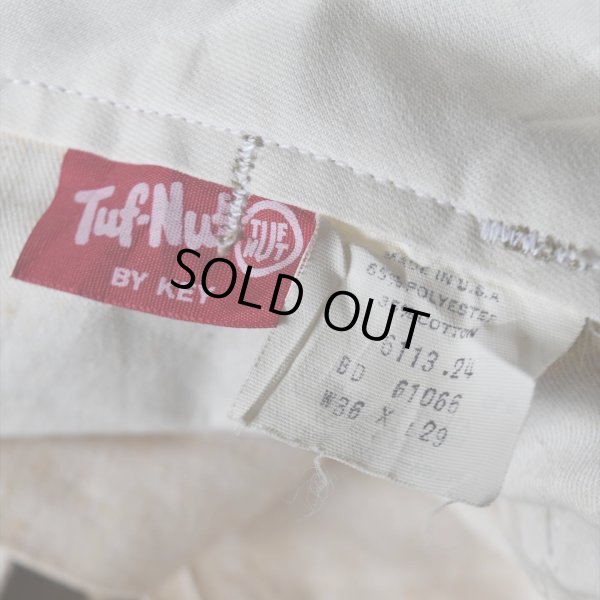 Tuf-Nut
TUF
NUT
BY KEY
SOLD OUT
MADE IN U.S.A
65% POLYESTER
35% COTTON
6113.24
BD 61066
W36 X L29